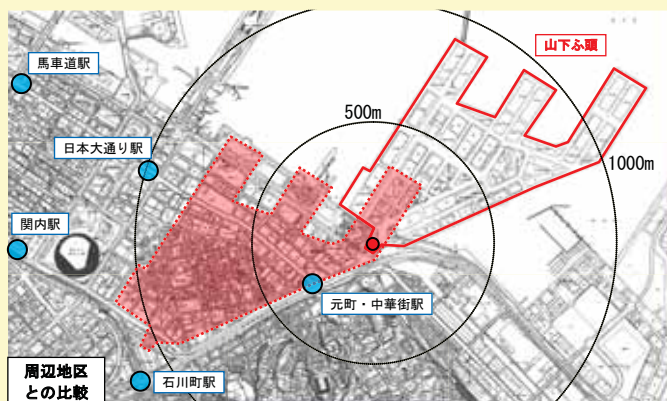 馬車道駅
山下ふ頭
500m
日本大通り駅
1000m
関内駅
元町・中華街駅
周辺地区
との比較
石川町駅